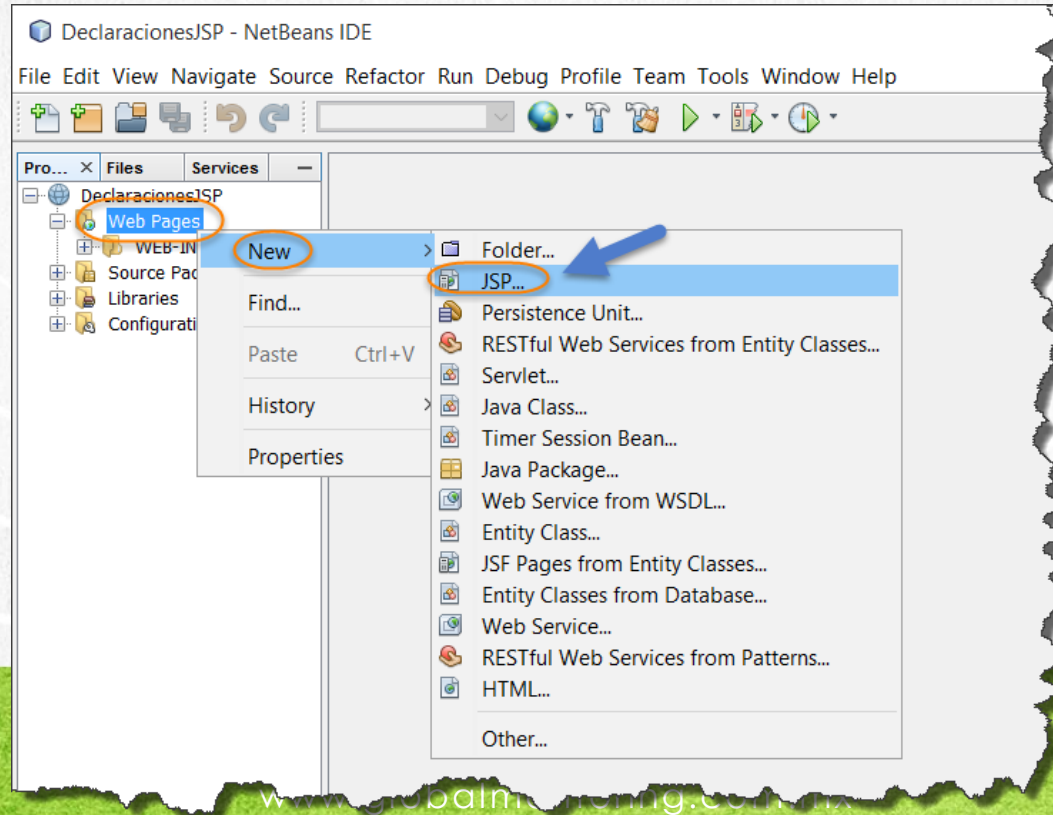 DeclaracionesJSP - NetBeans IDE
File Edit View Navigate Source Refactor Run Debug Profile Team Tools Window Help
Pro... Files Services
DeclaracionesJSP
Web Pages
WEB-IN
Source Pac
Libraries
Configurati
New
Find...
Paste Ctrl+V
History
Properties
Folder...
JSP...
Persistence Unit...
RESTful Web Services from Entity Classes...
Servlet...
Java Class...
Timer Session Bean...
Java Package...
Web Service from WSDL...
Entity Class...
JSF Pages from Entity Classes...
Entity Classes from Database...
Web Service...
RESTful Web Services from Patterns...
HTML...
Other...